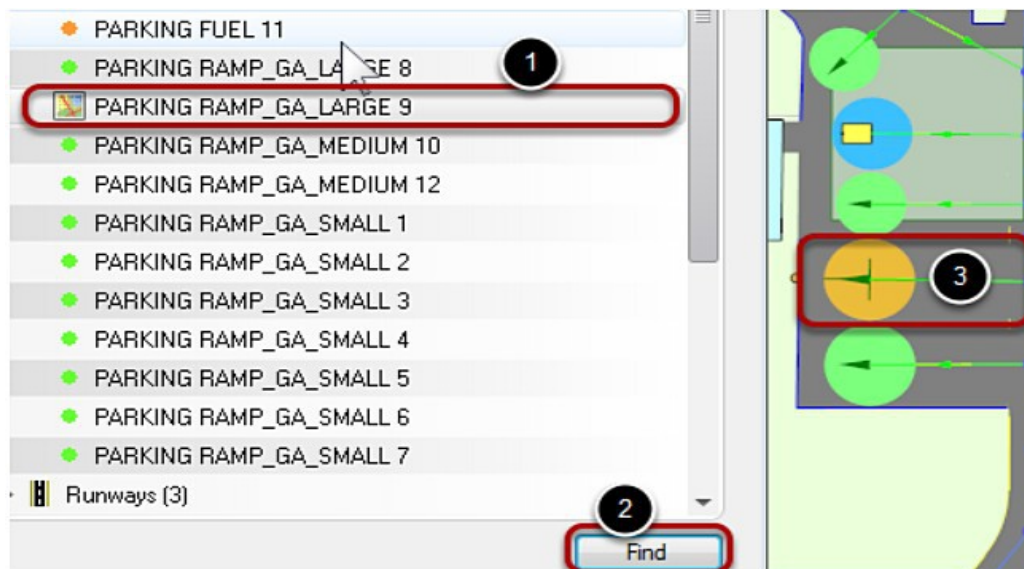 PARKING FUEL 11
PARKING RAMP_GA_LARGE 8
1
PARKING RAMP_GA_LARGE 9
PARKING RAMP_GA_MEDIUM 10
PARKING RAMP_GA_MEDIUM 12
PARKING RAMP_GA_SMALL 1
PARKING RAMP_GA_SMALL 2
3
PARKING RAMP_GA_SMALL 3
PARKING RAMP_GA_SMALL 4
PARKING RAMP_GA_SMALL 5
PARKING RAMP_GA_SMALL 6
PARKING RAMP_GA_SMALL 7
Runways (3)
2
Find